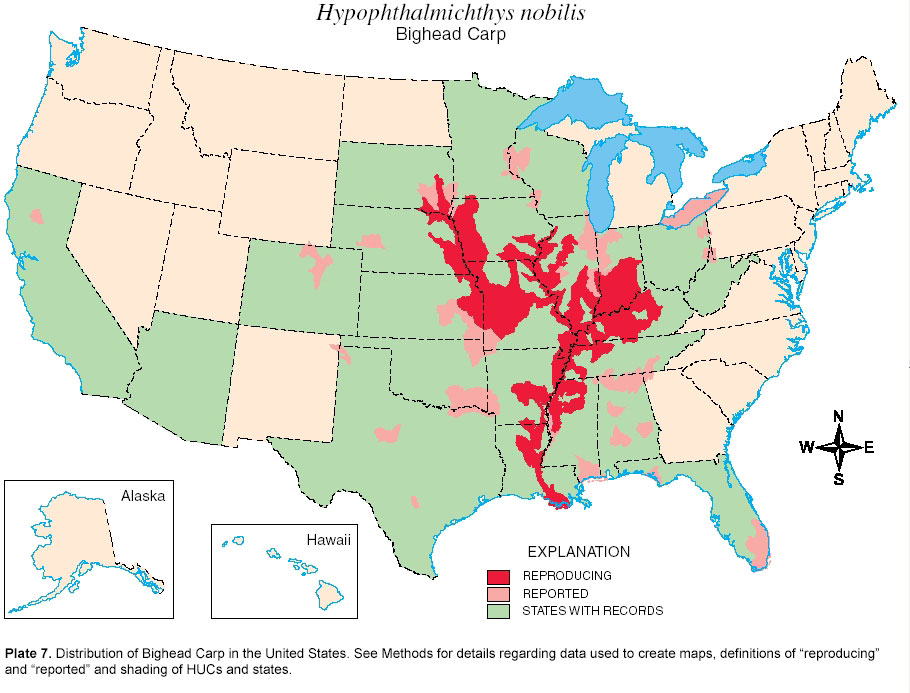 Hypophthalmichthys nobilis
Bighead Carp
N
W E
S
Alaska
Hawaii
EXPLANATION
REPRODUCING
REPORTED
STATES WITH RECORDS
Plate 7. Distribution of Bighead Carp in the United States. See Methods for details regarding data used to create maps, definitions of “reproducing”
and “reported” and shading of HUCs and states.